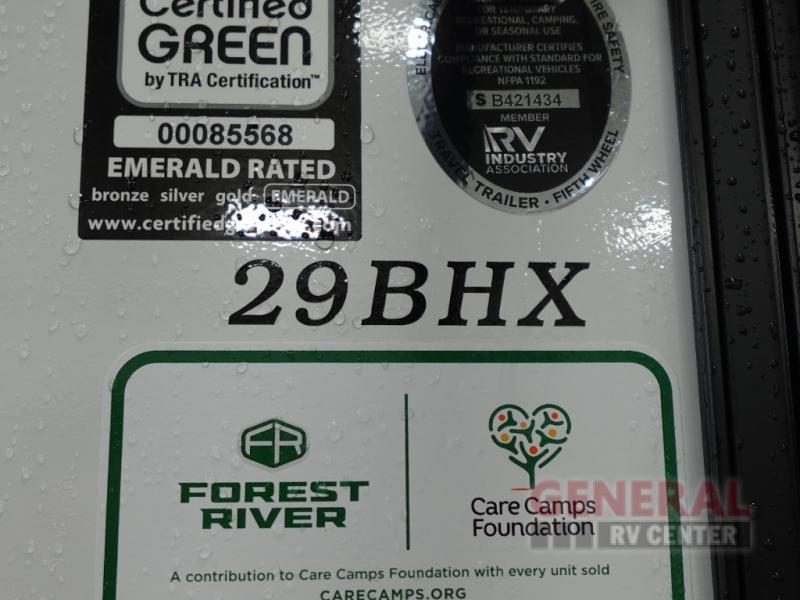 Certified
GREEN
by TRA Certification™
00085568
EMERALD RATED
bronze silver gold EMERALD
www.certified
FOR TEMPORARY
RECREATIONAL, CAMPING,
OR SEASONAL USE
MANUFACTURER CERTIFIES
COMPLIANCE WITH STANDARD FOR
RECREATIONAL VEHICLES
NFPA 1192
S B421434
MEMBER
RV
INDUSTRY
ASSOCIATION
TRAVEL TRAILER • FIFTH WHEEL
FIRE SAFETY
29BHX
FR
FOREST
RIVER
Care Camps
Foundation
A contribution to Care Camps Foundation with every unit sold
CARECAMPS.ORG
GENERAL
RV CENTER